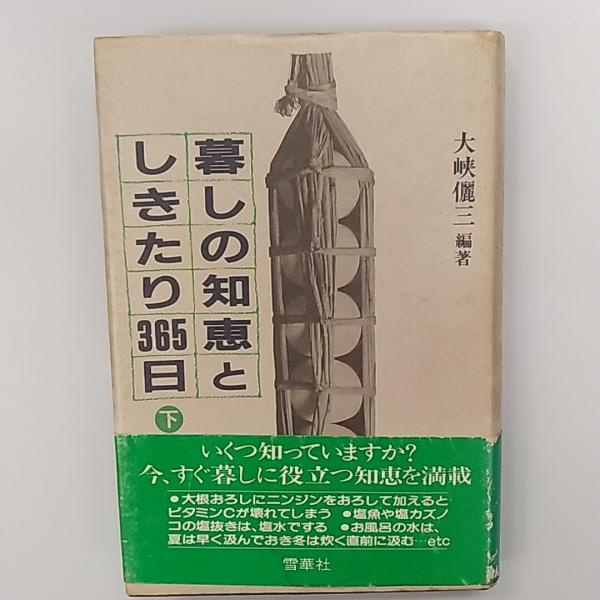 大峡儷三 編著
暮しの知恵と
しきたり365日
下
いくつ知っていますか?
今、すぐ暮しに役立つ知恵を満載
●大根おろしにニンジンをおろして加えると
ビタミンCが壊れてしまう ●塩魚や塩カズノ
コの塩抜きは、塩水でする ●お風呂の水は、
夏は早く汲んでおき冬は炊く直前に汲む…etc
雪華社